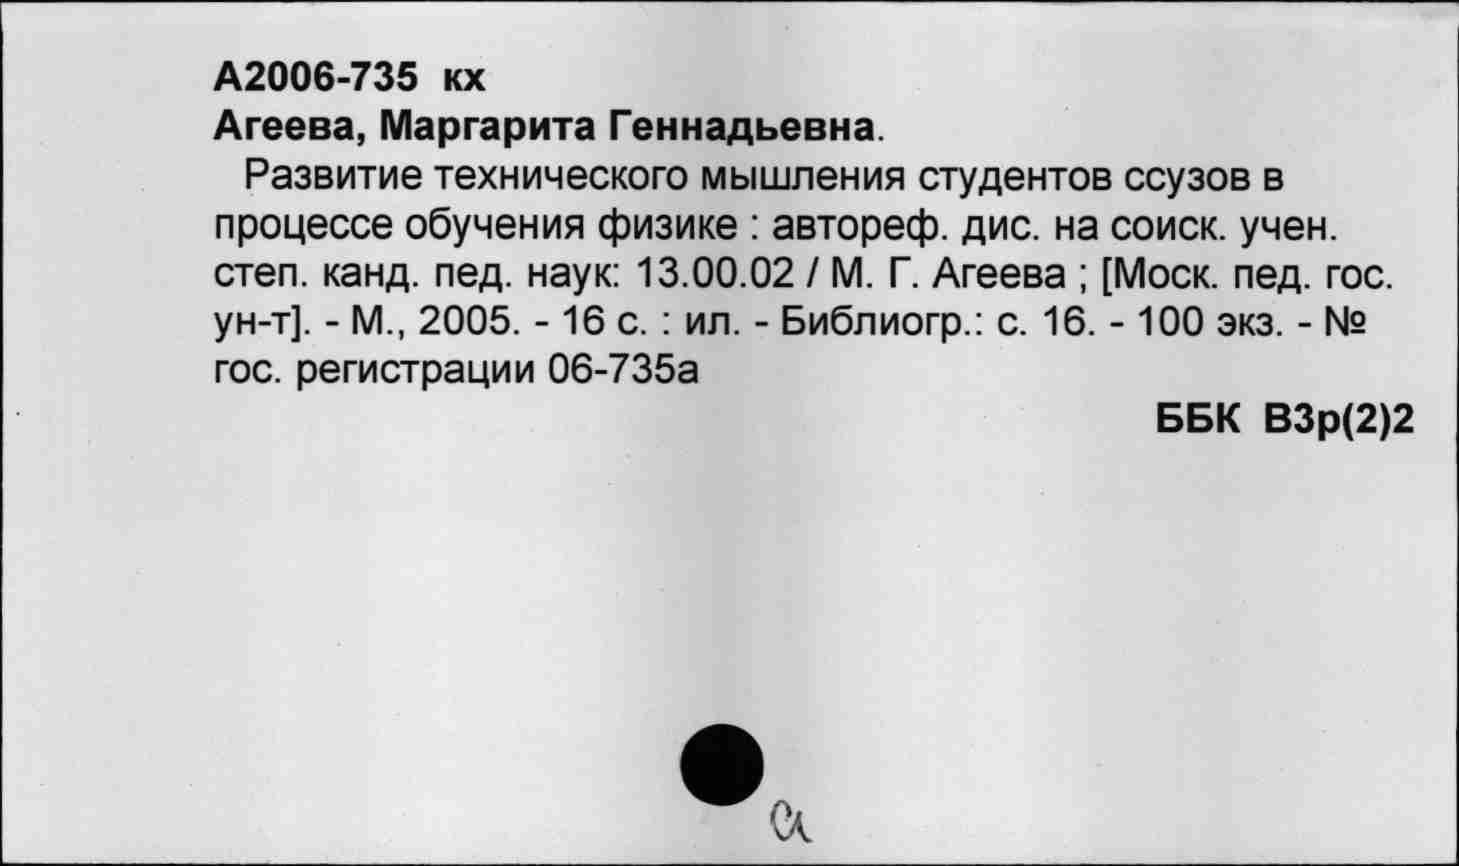 А2006-735 кх
Агеева, Маргарита Геннадьевна.
Развитие технического мышления студентов ссузов в
процессе обучения физике : автореф. дис. на соиск. учен.
степ. канд. пед. наук: 13.00.02 / М. Г. Агеева ; [Моск. пед. гос.
ун-т]. - М., 2005. - 16 с. : ил. - Библиогр.: с. 16. - 100 экз. - №
гос. регистрации 06-735а
ББК В3р(2)2